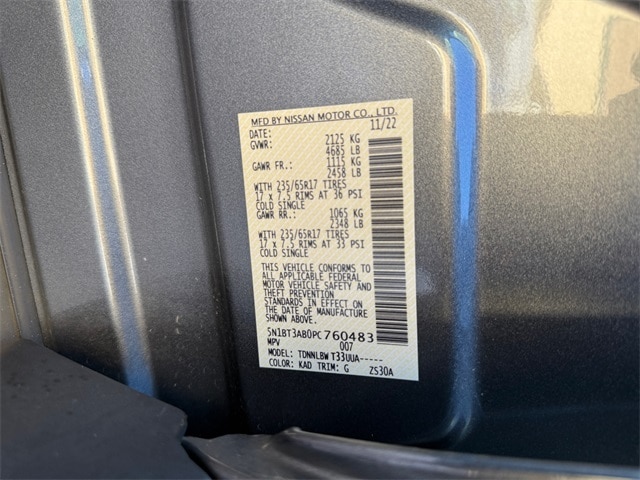 MFD BY NISSAN MOTOR CO., LTD.
DATE: 11/22
GVWR: 2125 KG
4685 LB
GAWR FR.: 1115 KG
2458 LB
WITH 235/65R17 TIRES
17 x 7.5 RIMS AT 36 PSI
COLD SINGLE
GAWR RR.: 1065 KG
2348 LB
WITH 235/65R17 TIRES
17 x 7.5 RIMS AT 33 PSI
COLD SINGLE
THIS VEHICLE CONFORMS TO
ALL APPLICABLE FEDERAL
MOTOR VEHICLE SAFETY AND
THEFT PREVENTION
STANDARDS IN EFFECT ON
THE DATE OF MANUFACTURE
SHOWN ABOVE.
5N1BT3AB0PC760483
MPV 007
MODEL: TDNNLBW T33UUA-----
COLOR: KAD TRIM: G ZS30A